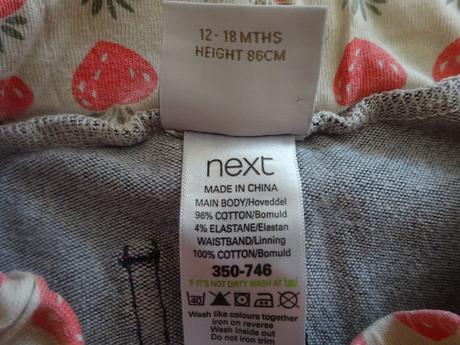 12-18 MTHS
HEIGHT 86CM
next
MADE IN CHINA
MAIN BODY/Hoveddel
96% COTTON/Bomuld
4% ELASTANE/Elastan
WAISTBAND/Linning
100% COTTON/Bomuld
350-746
IF IT'S NOT DIRTY WASH AT 30
40
Wash like colours together
iron on reverse
Wash inside out
Do not iron trim